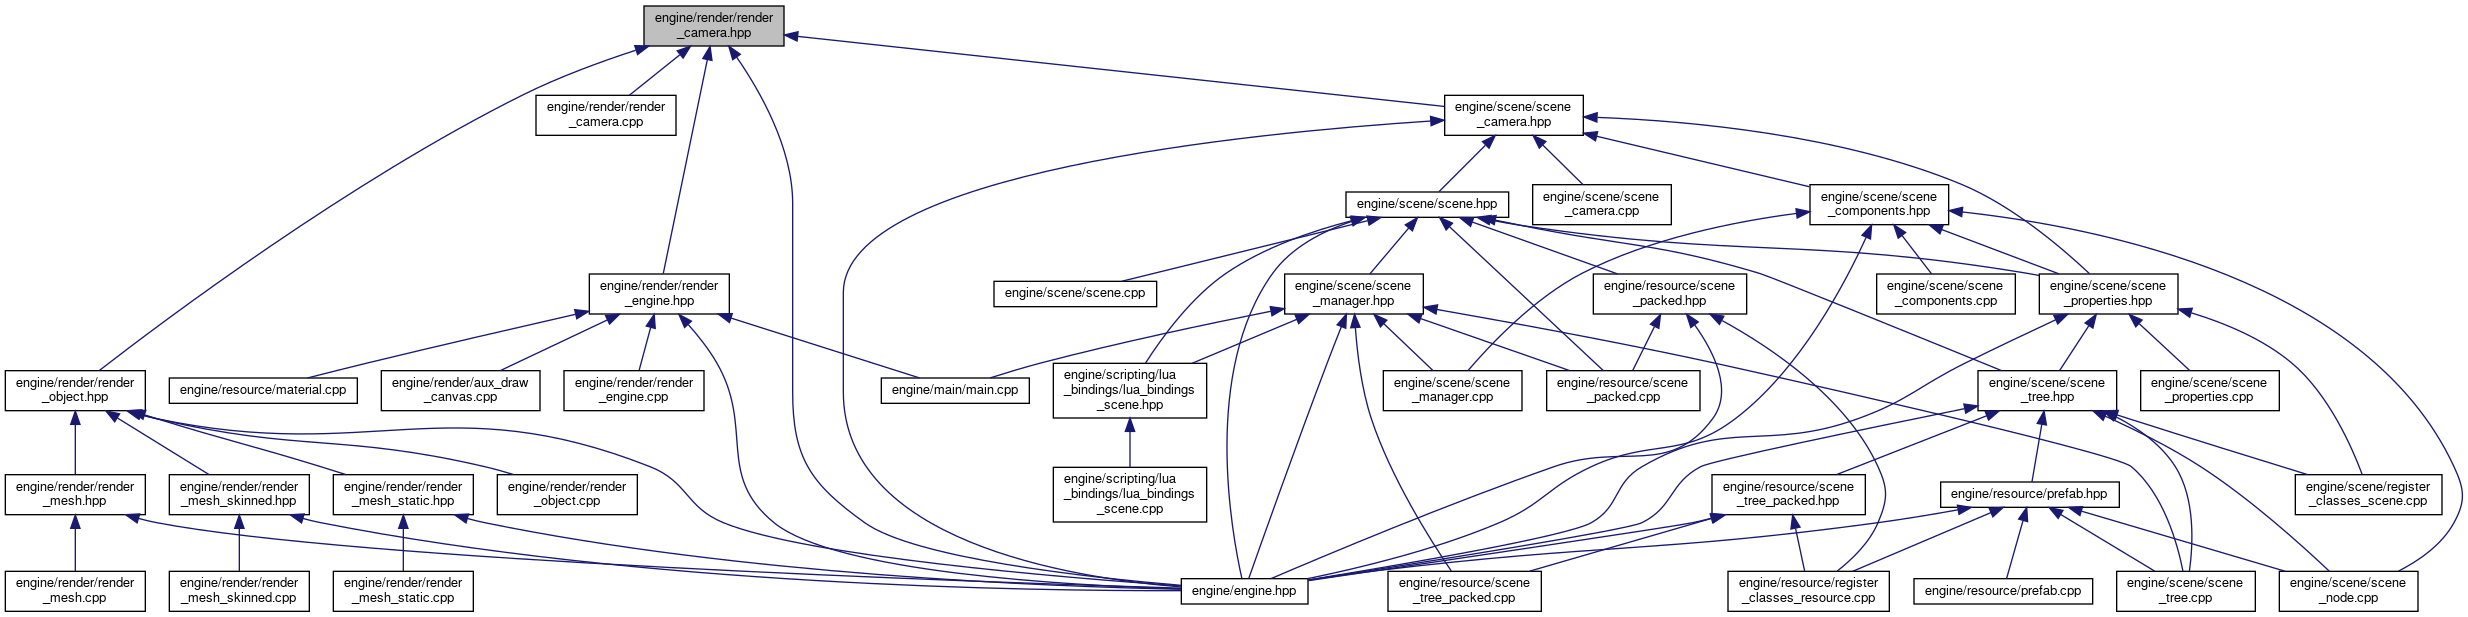 engine/render/render
_camera.hpp
engine/render/render
_camera.cpp
engine/scene/scene
_camera.hpp
engine/scene/scene.hpp
engine/scene/scene
_camera.cpp
engine/scene/scene
_components.hpp
engine/render/render
_engine.hpp
engine/scene/scene.cpp
engine/scene/scene
_manager.hpp
engine/resource/scene
_packed.hpp
engine/scene/scene
_components.cpp
engine/scene/scene
_properties.hpp
engine/render/render
_object.hpp
engine/resource/material.cpp
engine/render/aux_draw
_canvas.cpp
engine/render/render
_engine.cpp
engine/main/main.cpp
engine/scripting/lua
_bindings/lua_bindings
_scene.hpp
engine/scene/scene
_manager.cpp
engine/resource/scene
_packed.cpp
engine/scene/scene
_tree.hpp
engine/scene/scene
_properties.cpp
engine/render/render
_mesh.hpp
engine/render/render
_mesh_skinned.hpp
engine/render/render
_mesh_static.hpp
engine/render/render
_object.cpp
engine/scripting/lua
_bindings/lua_bindings
_scene.cpp
engine/resource/scene
_tree_packed.hpp
engine/resource/prefab.hpp
engine/scene/register
_classes_scene.cpp
engine/render/render
_mesh.cpp
engine/render/render
_mesh_skinned.cpp
engine/render/render
_mesh_static.cpp
engine/engine.hpp
engine/resource/scene
_tree_packed.cpp
engine/resource/register
_classes_resource.cpp
engine/resource/prefab.cpp
engine/scene/scene
_tree.cpp
engine/scene/scene
_node.cpp